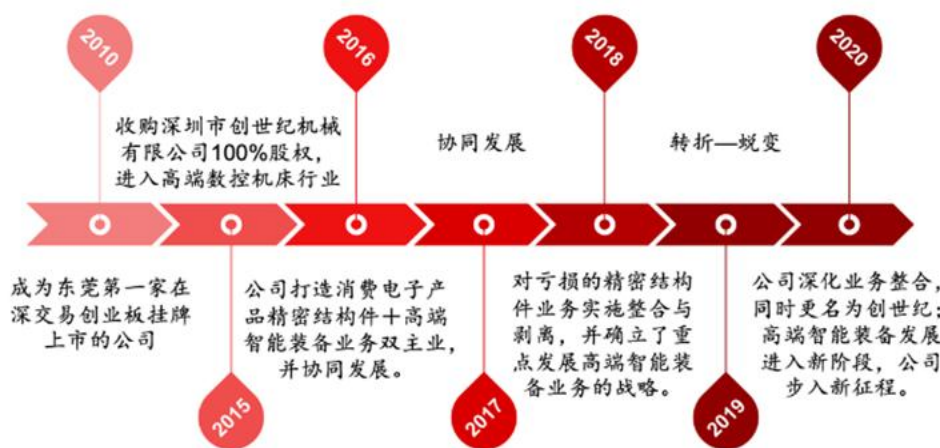 2010
2016
2018
2020
收购深圳市创世纪机械
有限公司100%股权，
进入高端数控机床行业
协同发展
转折—蜕变
成为东莞第一家在
深交易创业板挂牌
上市的公司
公司打造消费电子产
品精密结构件＋高端
智能装备业务双主业，
并协同发展。
对亏损的精密结构
件业务实施整合与
剥离，并确立了重
点发展高端智能装
备业务的战略。
公司深化业务整合，
同时更名为创世纪；
高端智能装备发展
进入新阶段，公司
步入新征程。
2015
2017
2019